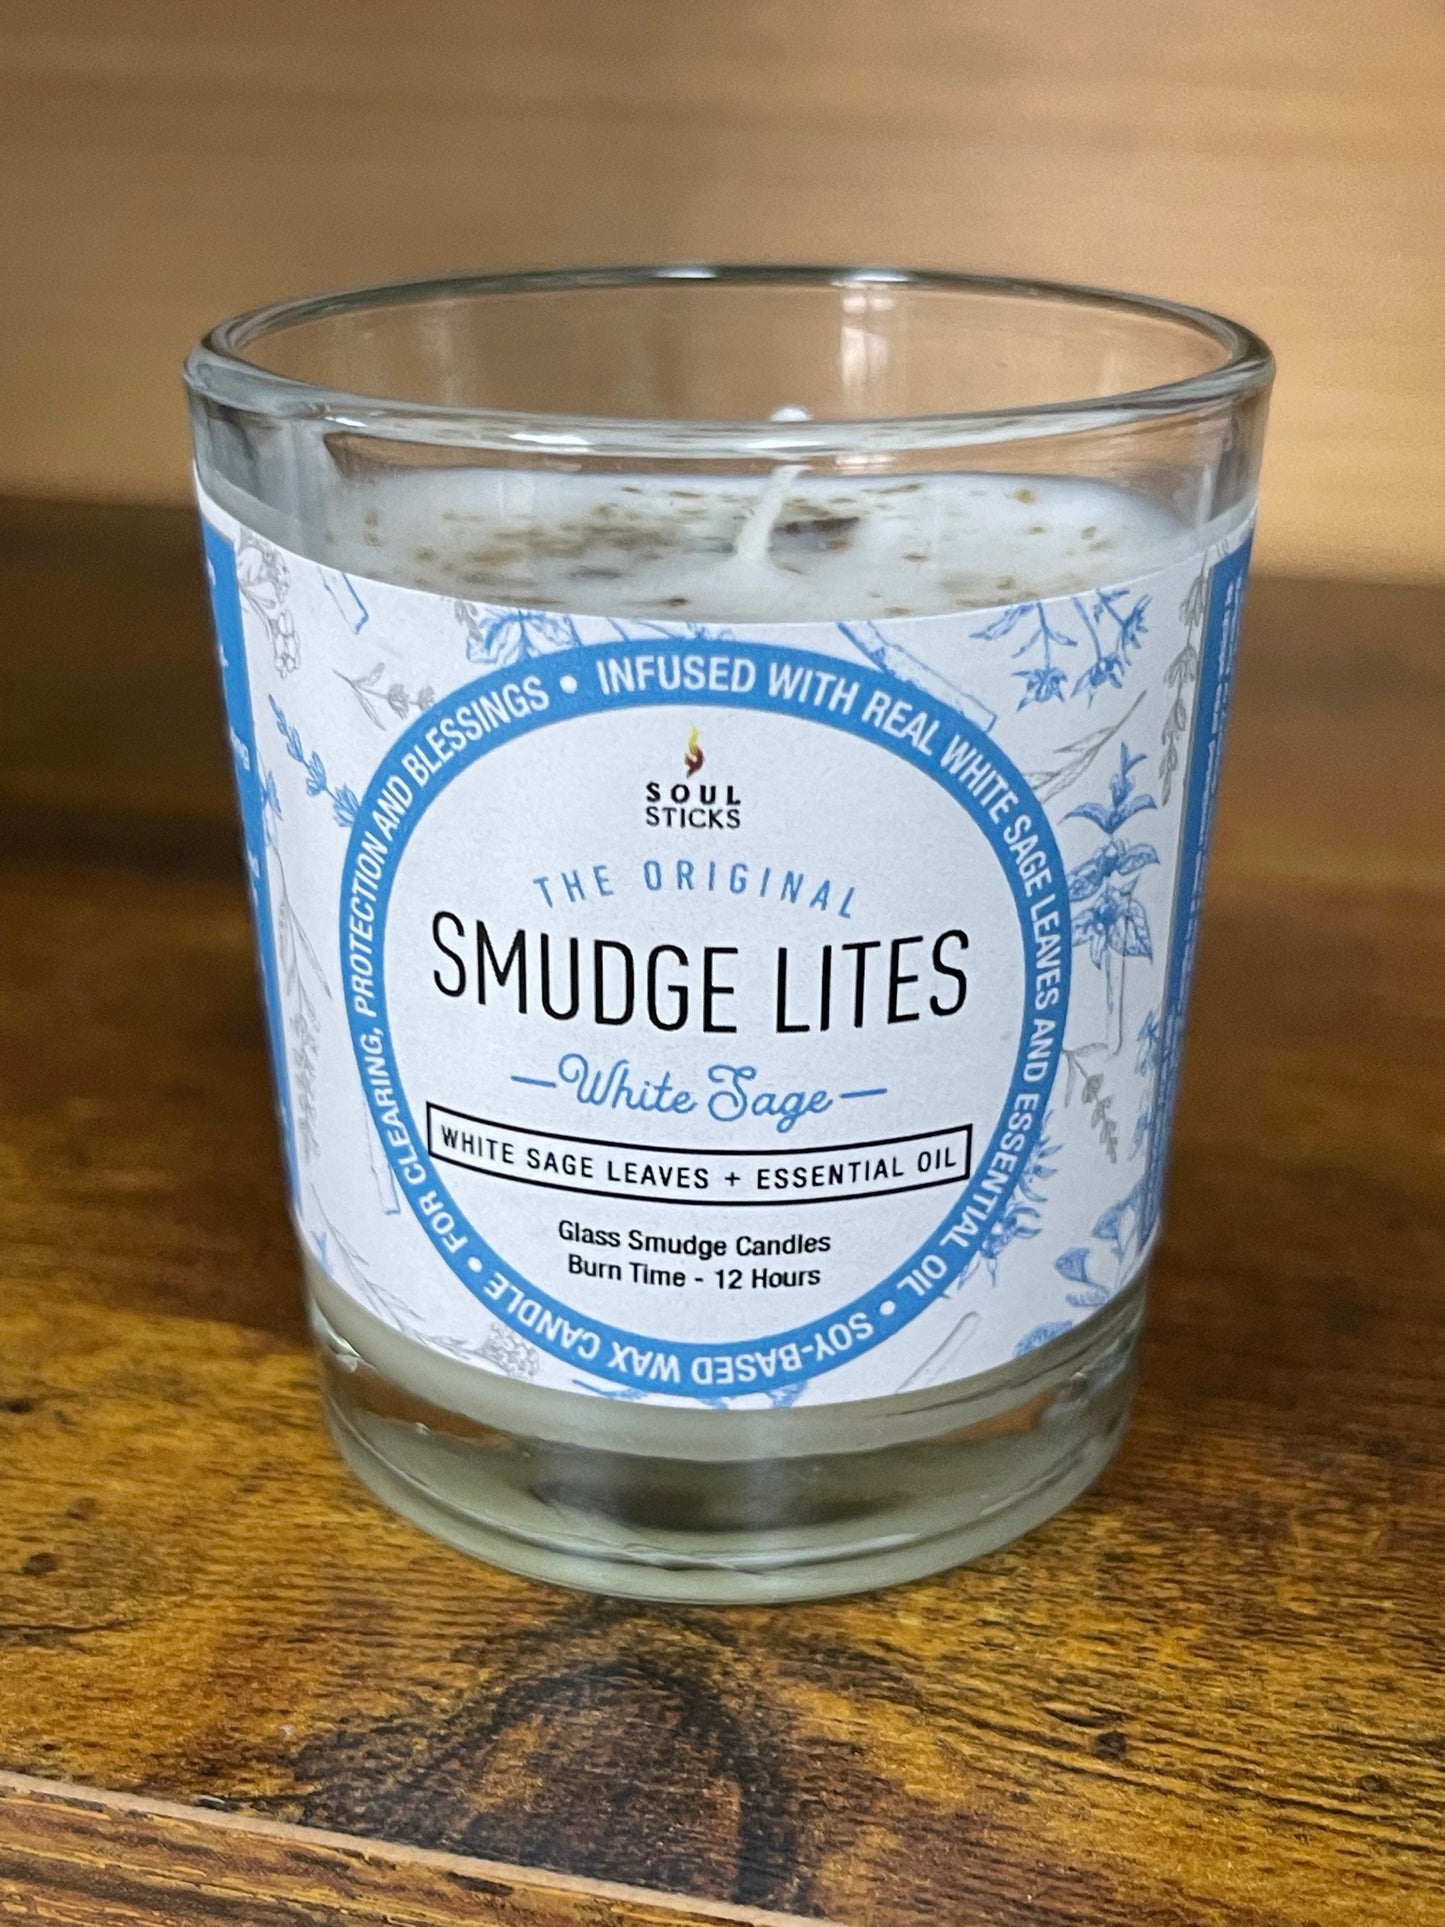 SOUL
STICKS
THE ORIGINAL
SMUDGE LITES
White Sage
WHITE SAGE LEAVES + ESSENTIAL OIL
Glass Smudge Candles
Burn Time - 12 Hours
INFUSED WITH REAL WHITE SAGE LEAVES AND ESSENTIAL OIL • SOY-BASED WAX CANDLE • FOR CLEARING, PROTECTION AND BLESSINGS •